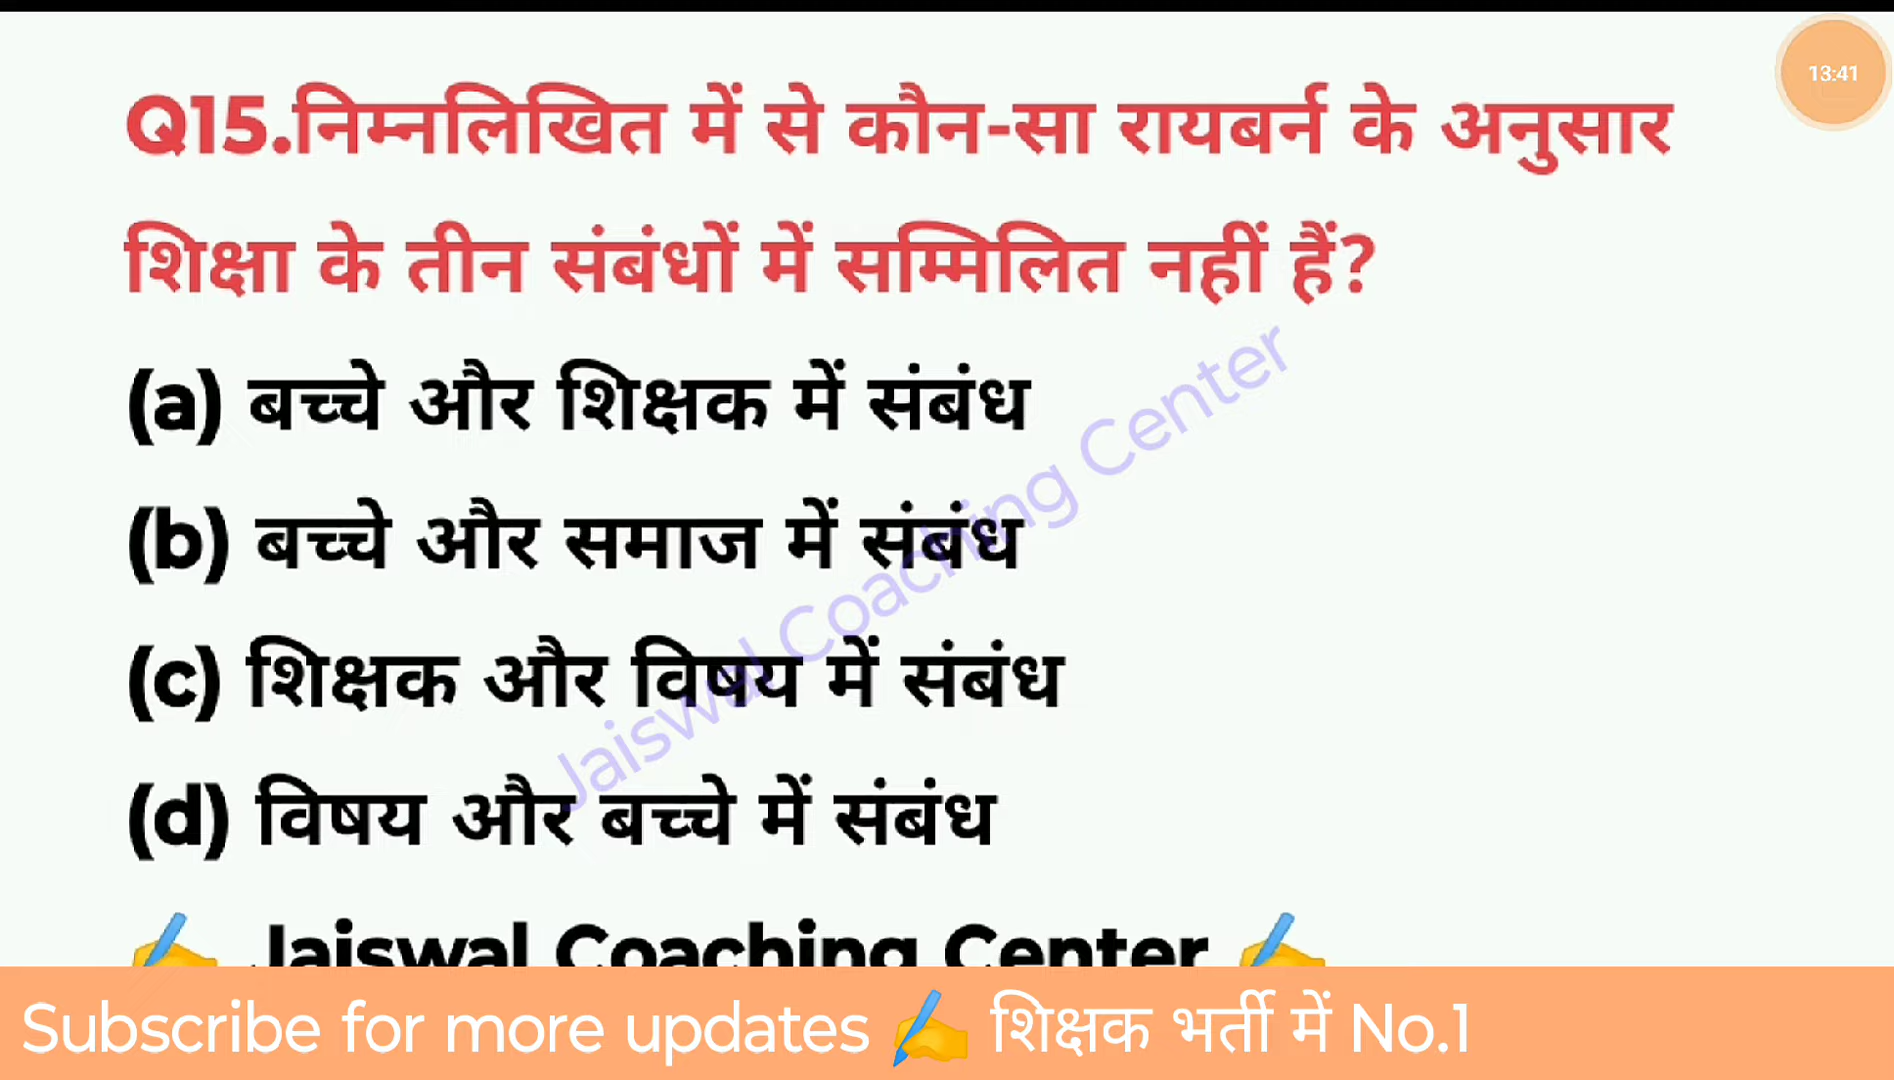 13:41
Q15.निम्नलिखित में से कौन-सा रायबर्न के अनुसार
शिक्षा के तीन संबंधों में सम्मिलित नहीं हैं?
(a) बच्चे और शिक्षक में संबंध
(b) बच्चे और समाज में संबंध
(c) शिक्षक और विषय में संबंध
(d) विषय और बच्चे में संबंध
Jaiswal Coaching Center
✍️ Jaiswal Coaching Center ✍️
Subscribe for more updates ✍️ शिक्षक भर्ती में No.1